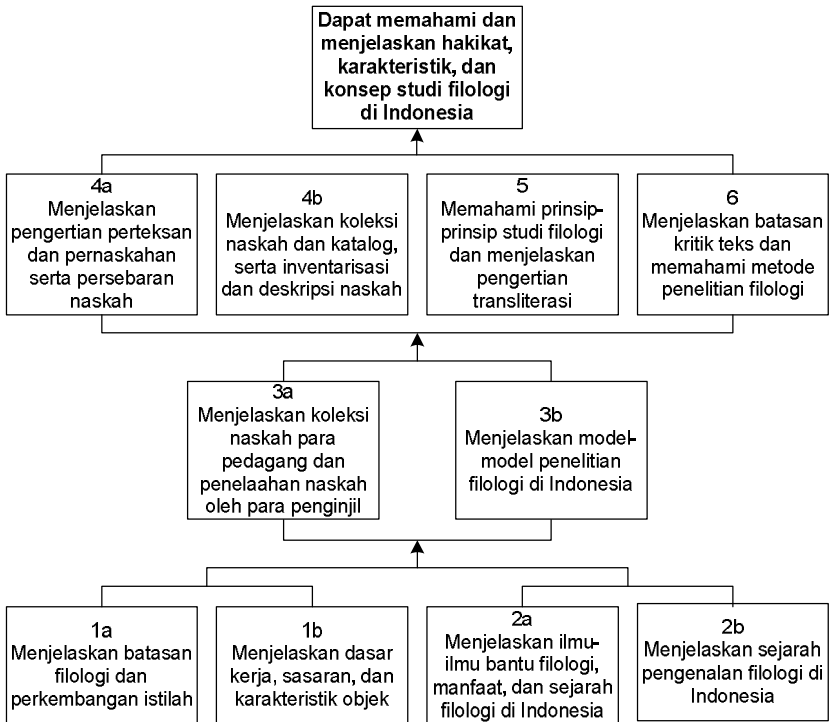 Dapat memahami dan
menjelaskan hakikat,
karakteristik, dan
konsep studi filologi
di Indonesia
4a
Menjelaskan
pengertian perteksan
dan pernaskahan
serta persebaran
naskah
4b
Menjelaskan koleksi
naskah dan katalog,
serta inventarisasi
dan deskripsi naskah
5
Memahami prinsip-
prinsip studi filologi
dan menjelaskan
pengertian
transliterasi
6
Menjelaskan batasan
kritik teks dan
memahami metode
penelitian filologi
3a
Menjelaskan koleksi
naskah para
pedagang dan
penelaahan naskah
oleh para penginjil
3b
Menjelaskan model-
model penelitian
filologi di Indonesia
1a
Menjelaskan batasan
filologi dan
perkembangan istilah
1b
Menjelaskan dasar
kerja, sasaran, dan
karakteristik objek
2a
Menjelaskan ilmu-
ilmu bantu filologi,
manfaat, dan sejarah
filologi di Indonesia
2b
Menjelaskan sejarah
pengenalan filologi di
Indonesia